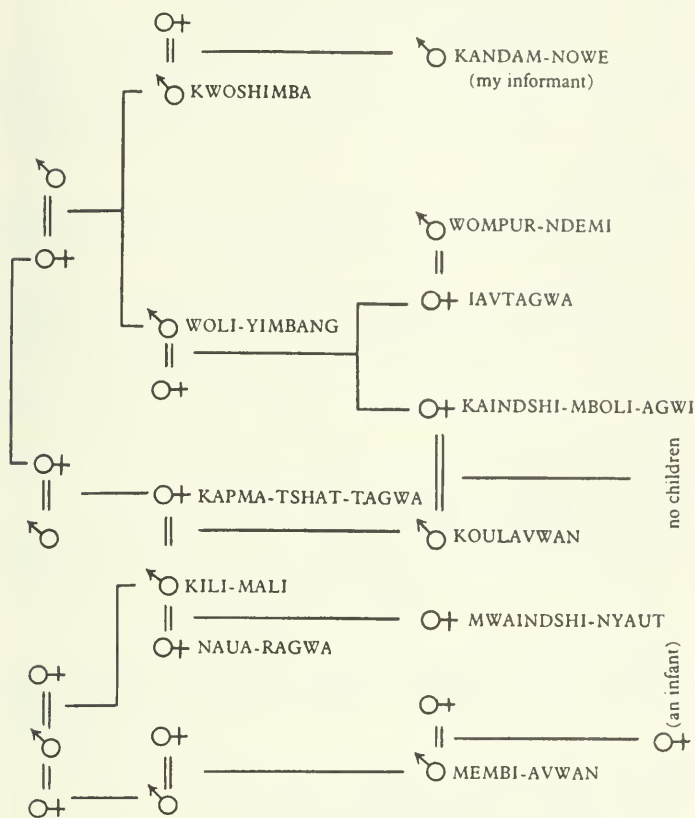 KANDAM-NOWE
(my informant)
KWOSHIMBA
WOMPUR-NDEMI
IAVTAGWA
WOLI-YIMBANG
KAINDSHI-MBOLI-AGWI
no children
KAPMA-TSHAT-TAGWA
KOULAVWAN
KILI-MALI
MWAINDSHI-NYAUT
NAUA-RAGWA
(an infant)
MEMBI-AVWAN